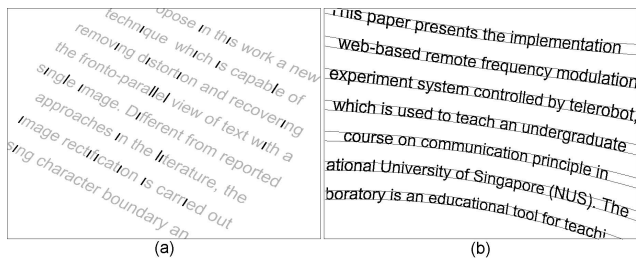 opose in this work a new
technique which is capable of
removing distortion and recovering
the fronto-parallel view of text with a
single image. Different from reported
approaches in the literature, the
image rectification is carried out
sing character boundary an
(a)
This paper presents the implementation
web-based remote frequency modulation
experiment system controlled by telerobot,
which is used to teach an undergraduate
course on communication principle in
ational University of Singapore (NUS). The
boratory is an educational tool for teachi
(b)